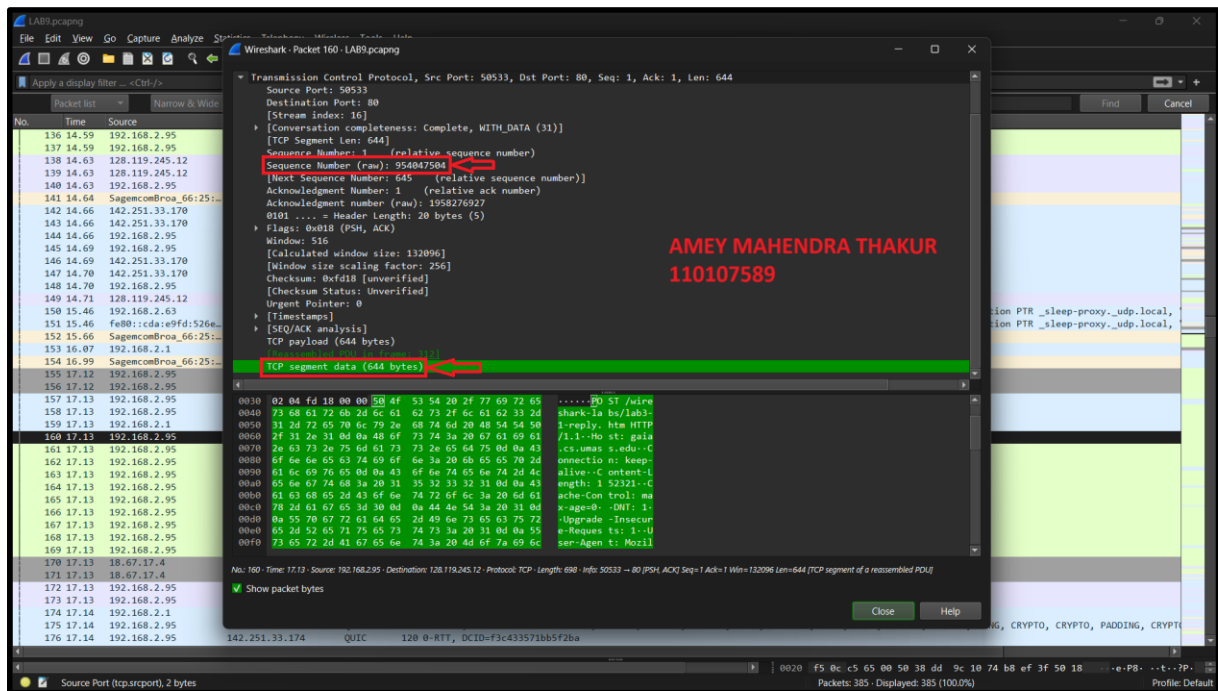 LAB9.pcapng
File Edit View Go Capture Analyze Statistics Telephony Wireless Tools Help
Wireshark · Packet 160 · LAB9.pcapng
Apply a display filter ... <Ctrl-/>
Packet list
Narrow & Wide
Find
Cancel
No. Time Source
136 14.59 192.168.2.95
137 14.59 192.168.2.95
138 14.63 128.119.245.12
139 14.63 128.119.245.12
140 14.63 192.168.2.95
141 14.64 SagemcomBroa_66:25:…
142 14.66 142.251.33.170
143 14.66 142.251.33.170
144 14.66 192.168.2.95
145 14.69 192.168.2.95
146 14.69 142.251.33.170
147 14.70 142.251.33.170
148 14.70 192.168.2.95
149 14.71 128.119.245.12
150 15.46 192.168.2.63
151 15.46 fe80::cda:e9fd:526e…
152 15.66 SagemcomBroa_66:25:…
153 16.07 192.168.2.1
154 16.99 SagemcomBroa_66:25:…
155 17.12 192.168.2.95
156 17.12 192.168.2.95
157 17.13 192.168.2.95
158 17.13 192.168.2.95
159 17.13 192.168.2.1
160 17.13 192.168.2.95
161 17.13 192.168.2.95
162 17.13 192.168.2.95
163 17.13 192.168.2.95
164 17.13 192.168.2.95
165 17.13 192.168.2.95
166 17.13 192.168.2.95
167 17.13 192.168.2.95
168 17.13 192.168.2.95
169 17.13 192.168.2.95
170 17.13 18.67.17.4
171 17.13 18.67.17.4
172 17.13 192.168.2.95
173 17.13 192.168.2.95
174 17.14 192.168.2.1
175 17.14 192.168.2.95
176 17.14 192.168.2.95 142.251.33.174 QUIC 120 0-RTT, DCID=f3c433571bb5f2ba
Transmission Control Protocol, Src Port: 50533, Dst Port: 80, Seq: 1, Ack: 1, Len: 644
Source Port: 50533
Destination Port: 80
[Stream index: 16]
[Conversation completeness: Complete, WITH_DATA (31)]
[TCP Segment Len: 644]
Sequence Number: 1 (relative sequence number)
Sequence Number (raw): 954047504
[Next Sequence Number: 645 (relative sequence number)]
Acknowledgment Number: 1 (relative ack number)
Acknowledgment number (raw): 1958276927
0101 .... = Header Length: 20 bytes (5)
Flags: 0x018 (PSH, ACK)
Window: 516
[Calculated window size: 132096]
[Window size scaling factor: 256]
Checksum: 0xfd18 [unverified]
[Checksum Status: Unverified]
Urgent Pointer: 0
[Timestamps]
[SEQ/ACK analysis]
TCP payload (644 bytes)
[Reassembled PDU in frame: 312]
TCP segment data (644 bytes)
AMEY MAHENDRA THAKUR
110107589
0030 02 04 fd 18 00 00 50 4f 53 54 20 2f 77 69 72 65 ······PO ST /wire
0040 73 68 61 72 6b 2d 6c 61 62 73 2f 6c 61 62 33 2d shark-la bs/lab3-
0050 31 2d 72 65 70 6c 79 2e 68 74 6d 20 48 54 54 50 1-reply. htm HTTP
0060 2f 31 2e 31 0d 0a 48 6f 73 74 3a 20 67 61 69 61 /1.1··Ho st: gaia
0070 2e 63 73 2e 75 6d 61 73 73 2e 65 64 75 0d 0a 43 .cs.umas s.edu··C
0080 6f 6e 6e 65 63 74 69 6f 6e 3a 20 6b 65 65 70 2d onnectio n: keep-
0090 61 6c 69 76 65 0d 0a 43 6f 6e 74 65 6e 74 2d 4c alive··C ontent-L
00a0 65 6e 67 74 68 3a 20 31 35 32 33 32 31 0d 0a 43 ength: 1 52321··C
00b0 61 63 68 65 2d 43 6f 6e 74 72 6f 6c 3a 20 6d 61 ache-Con trol: ma
00c0 78 2d 61 67 65 3d 30 0d 0a 44 4e 54 3a 20 31 0d x-age=0· ·DNT: 1·
00d0 0a 55 70 67 72 61 64 65 2d 49 6e 73 65 63 75 72 ·Upgrade -Insecur
00e0 65 2d 52 65 71 75 65 73 74 73 3a 20 31 0d 0a 55 e-Reques ts: 1··U
00f0 73 65 72 2d 41 67 65 6e 74 3a 20 4d 6f 7a 69 6c ser-Agen t: Mozil
No.: 160 · Time: 17.13 · Source: 192.168.2.95 · Destination: 128.119.245.12 · Protocol: TCP · Length: 698 · Info: 50533 → 80 [PSH, ACK] Seq=1 Ack=1 Win=132096 Len=644 [TCP segment of a reassembled PDU]
Show packet bytes
Close
Help
ion PTR _sleep-proxy._udp.local,
ion PTR _sleep-proxy._udp.local,
NG, CRYPTO, CRYPTO, PADDING, CRYPT
0020 f5 0c c5 65 00 50 38 dd 9c 10 74 b8 ef 3f 50 18 ···e·P8· ··t··?P·
Source Port (tcp.srcport), 2 bytes
Packets: 385 · Displayed: 385 (100.0%)
Profile: Default